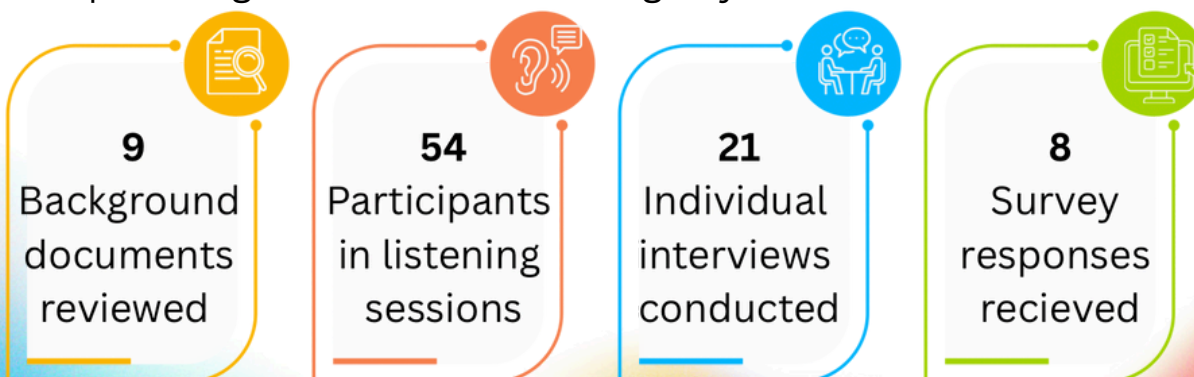 9
Background
documents
reviewed
54
Participants
in listening
sessions
21
Individual
interviews
conducted
8
Survey
responses
recieved